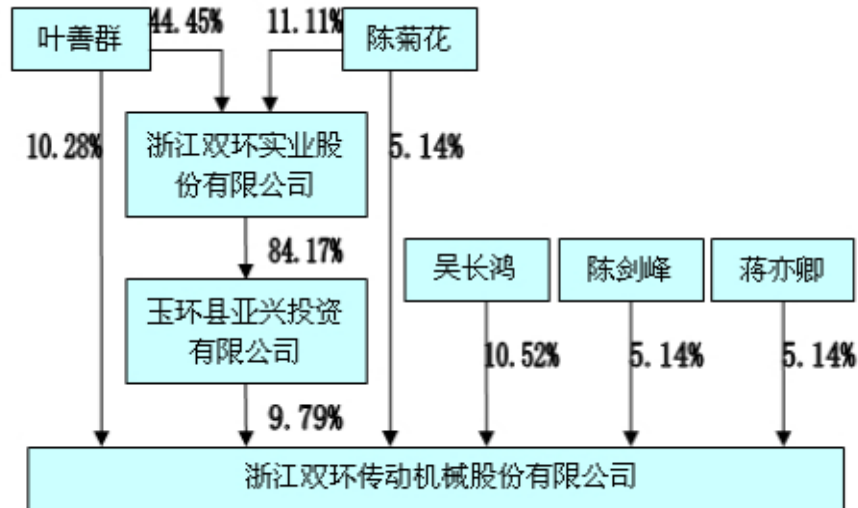 叶善群
44.45%
11.11%
陈菊花
10.28%
浙江双环实业股
份有限公司
5.14%
84.17%
吴长鸿
陈剑峰
蒋亦卿
玉环县亚兴投资
有限公司
10.52%
5.14%
5.14%
9.79%
浙江双环传动机械股份有限公司